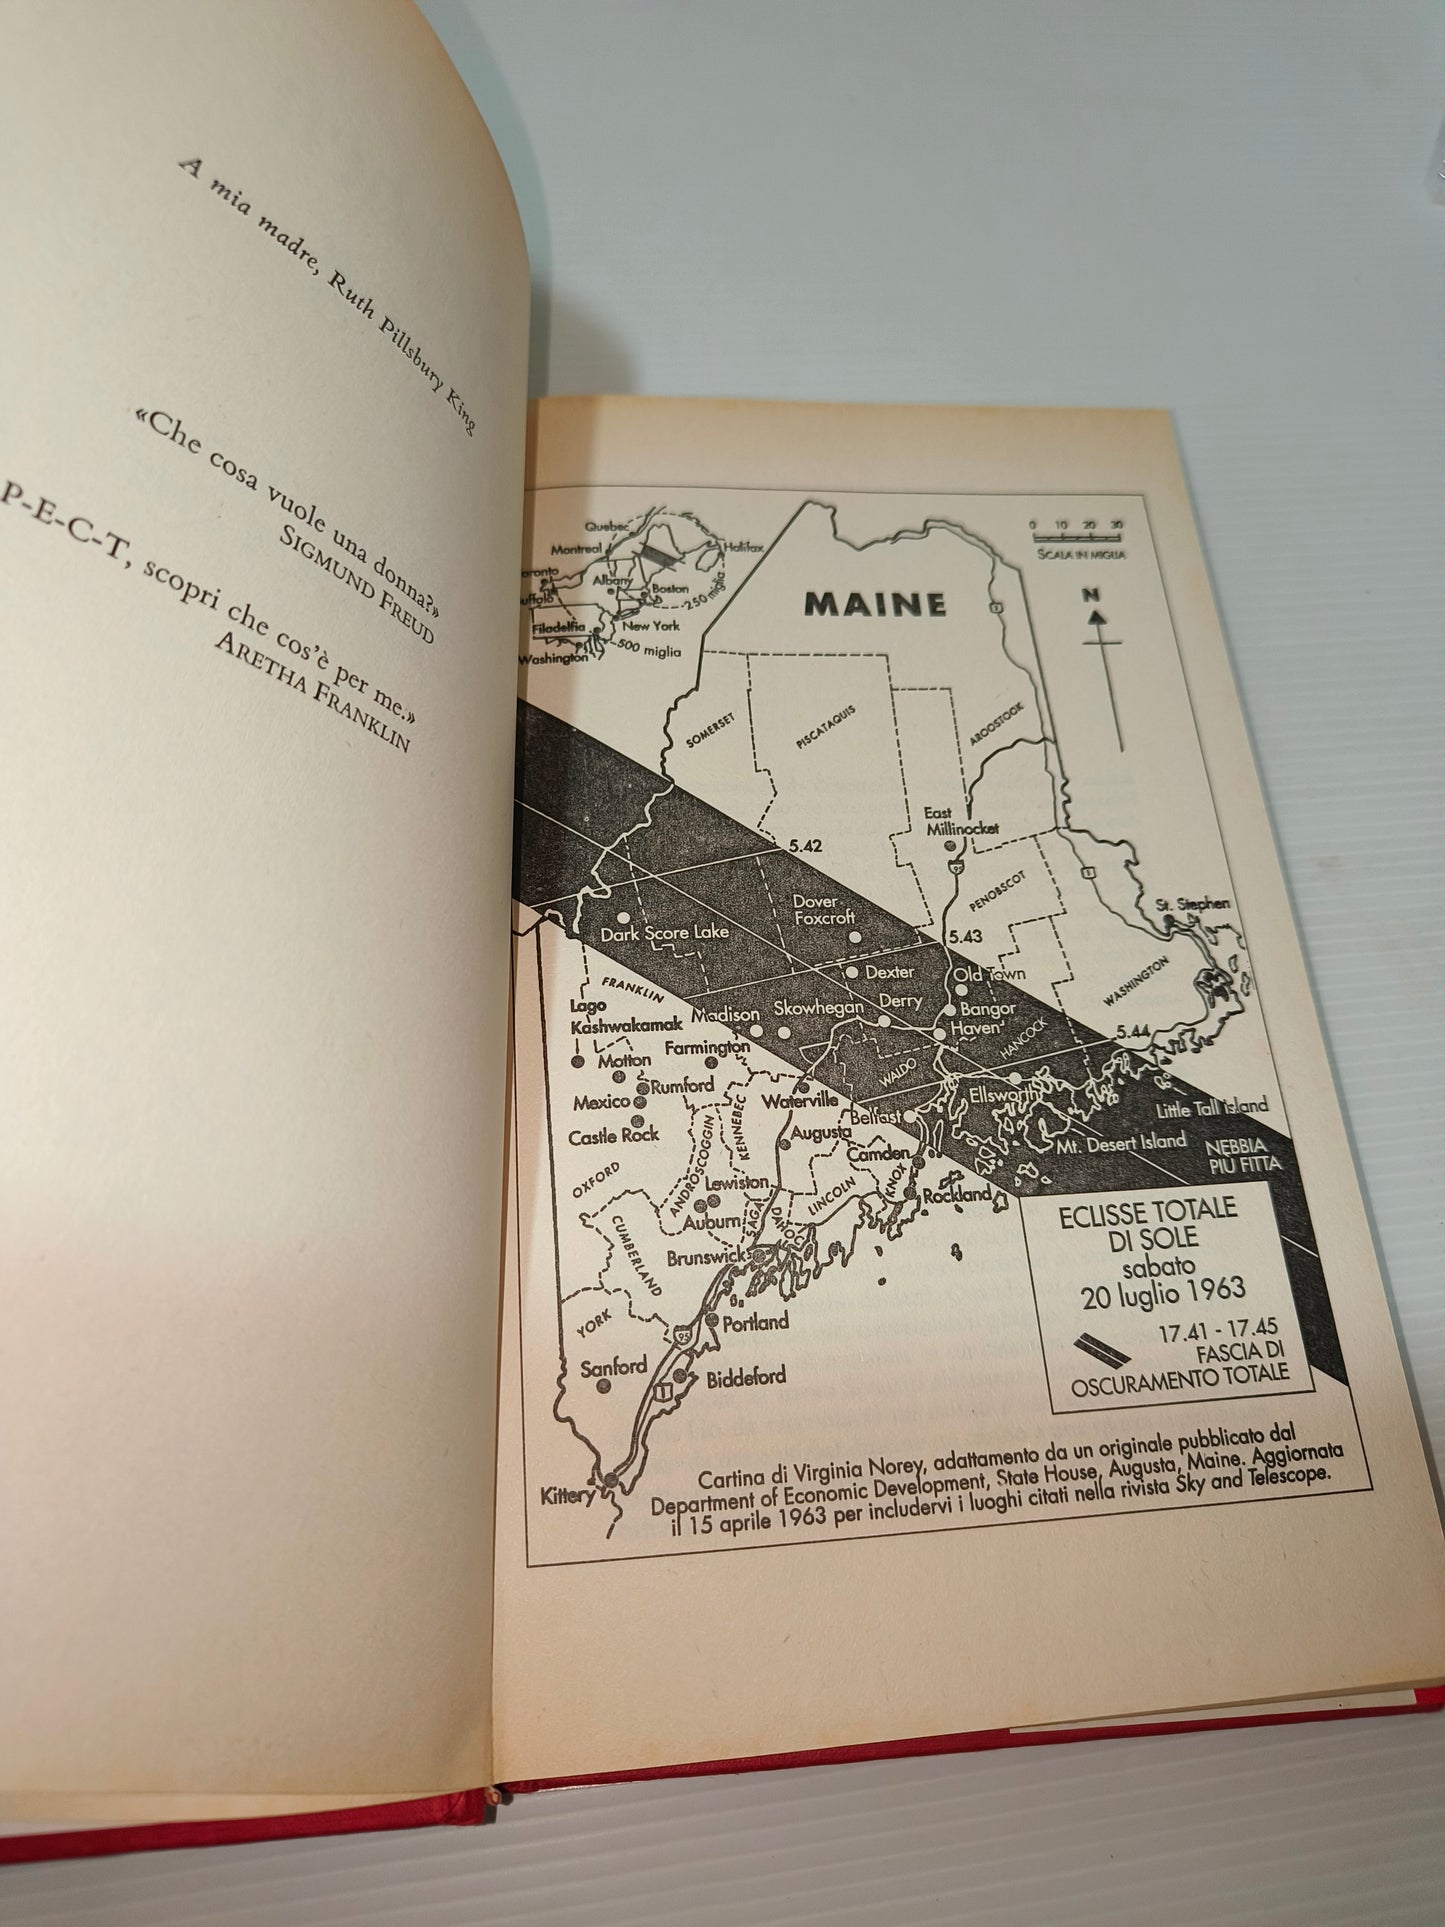 A mia madre, Ruth Pillsbury King
«Che cosa vuole una donna?»
SIGMUND FREUD
P-E-C-T, scopri che cos'è per me.»
ARETHA FRANKLIN
Quebec
Montreal
Halifax
Albany
Boston
250 miglia
Filadelfia
New York
500 miglia
Washington
MAINE
0 10 20 30
SCALA IN MIGLIA
N
1
SOMERSET
PISCATAQUIS
AROOSTOOK
East
Millinocket
95
5.42
1
PENOBSCOT
St. Stephen
Dover
Foxcroft
Dark Score Lake
5.43
Dexter
Old Town
WASHINGTON
FRANKLIN
Lago
Kashwakamak
Madison
Skowhegan
Derry
Bangor
Haven
HANCOCK
5.44
Motton
Farmington
WALDO
Rumford
Mexico
KENNEBEC
Waterville
Belfast
Ellsworth
Little Tall Island
Castle Rock
Augusta
Mt. Desert Island
NEBBIA
PIÙ FITTA
OXFORD
ANDROSCOGGIN
Camden
KNOX
Lewiston
LINCOLN
Rockland
Auburn
SAGA
DAHOC
CUMBERLAND
Brunswick
YORK
95
Portland
Sanford
1
Biddeford
Kittery
ECLISSE TOTALE
DI SOLE
sabato
20 luglio 1963
17.41 - 17.45
FASCIA DI
OSCURAMENTO TOTALE
Cartina di Virginia Norey, adattamento da un originale pubblicato dal
Department of Economic Development, State House, Augusta, Maine. Aggiornata
il 15 aprile 1963 per includervi i luoghi citati nella rivista Sky and Telescope.